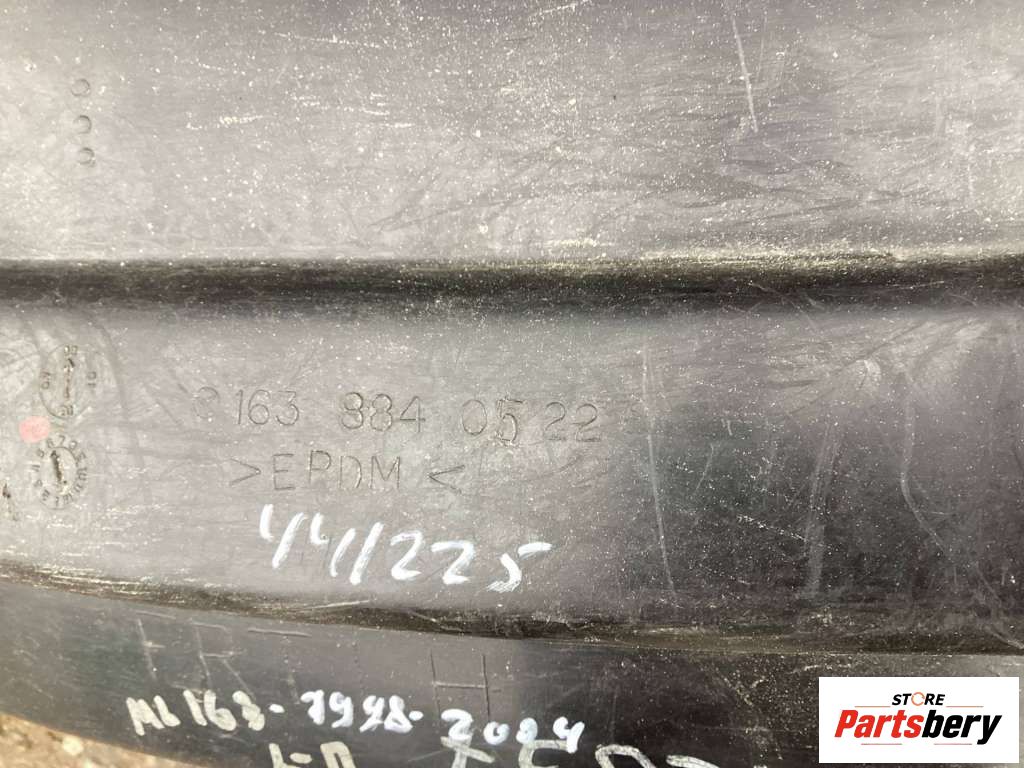 163 884 05 22
>EPDM<
44/225
ML163-1998-2004
STORE
Partsbery